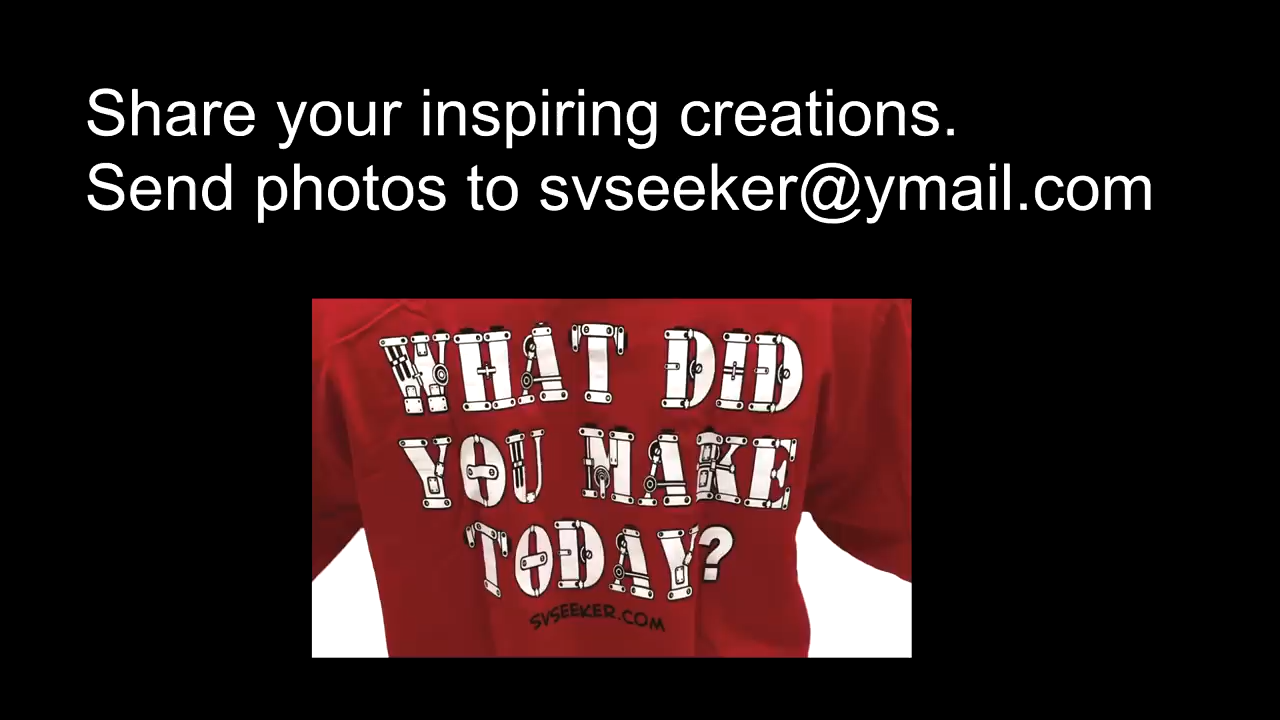 Share your inspiring creations.
Send photos to svseeker@ymail.com
WHAT DID
YOU MAKE
TODAY?
SVSEEKER.COM